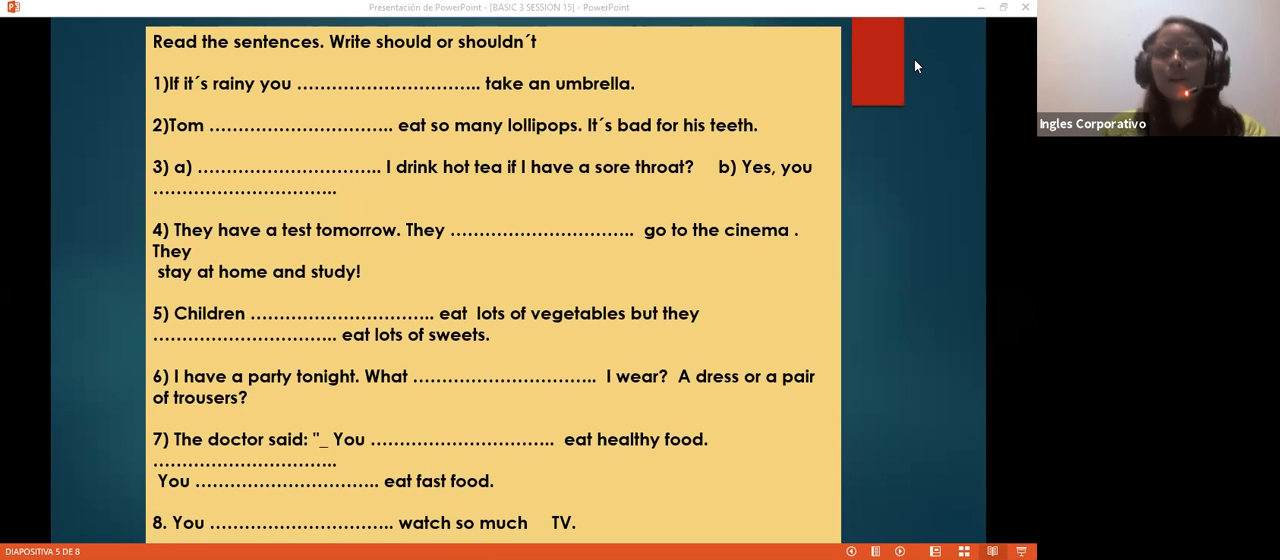 Presentación de PowerPoint - [BASIC 3 SESSION 15] - PowerPoint
Read the sentences. Write should or shouldn´t
1)If it´s rainy you ………………………….. take an umbrella.
2)Tom ………………………….. eat so many lollipops. It´s bad for his teeth.
3) a) ………………………….. I drink hot tea if I have a sore throat? b) Yes, you
…………………………..
4) They have a test tomorrow. They ………………………….. go to the cinema .
They
stay at home and study!
5) Children ………………………….. eat lots of vegetables but they
………………………….. eat lots of sweets.
6) I have a party tonight. What ………………………….. I wear? A dress or a pair
of trousers?
7) The doctor said: "_ You ………………………….. eat healthy food.
…………………………..
You ………………………….. eat fast food.
8. You ………………………….. watch so much TV.
Ingles Corporativo
DIAPOSITIVA 5 DE 8